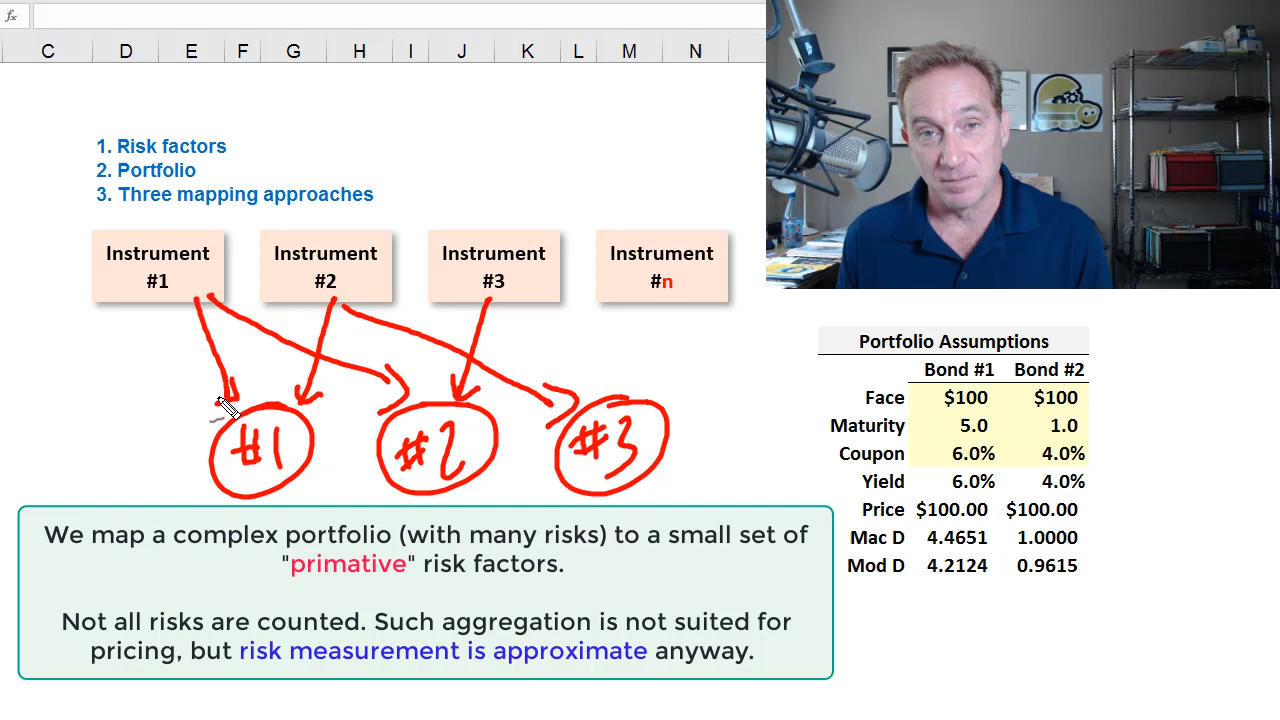 fx
C D E F G H I J K L M N
1. Risk factors
2. Portfolio
3. Three mapping approaches
Instrument
#1
Instrument
#2
Instrument
#3
Instrument
#n
#1
#2
#3
We map a complex portfolio (with many risks) to a small set of
"primative" risk factors.
Not all risks are counted. Such aggregation is not suited for
pricing, but risk measurement is approximate anyway.
Portfolio Assumptions
Bond #1 Bond #2
Face $100 $100
Maturity 5.0 1.0
Coupon 6.0% 4.0%
Yield 6.0% 4.0%
Price $100.00 $100.00
Mac D 4.4651 1.0000
Mod D 4.2124 0.9615